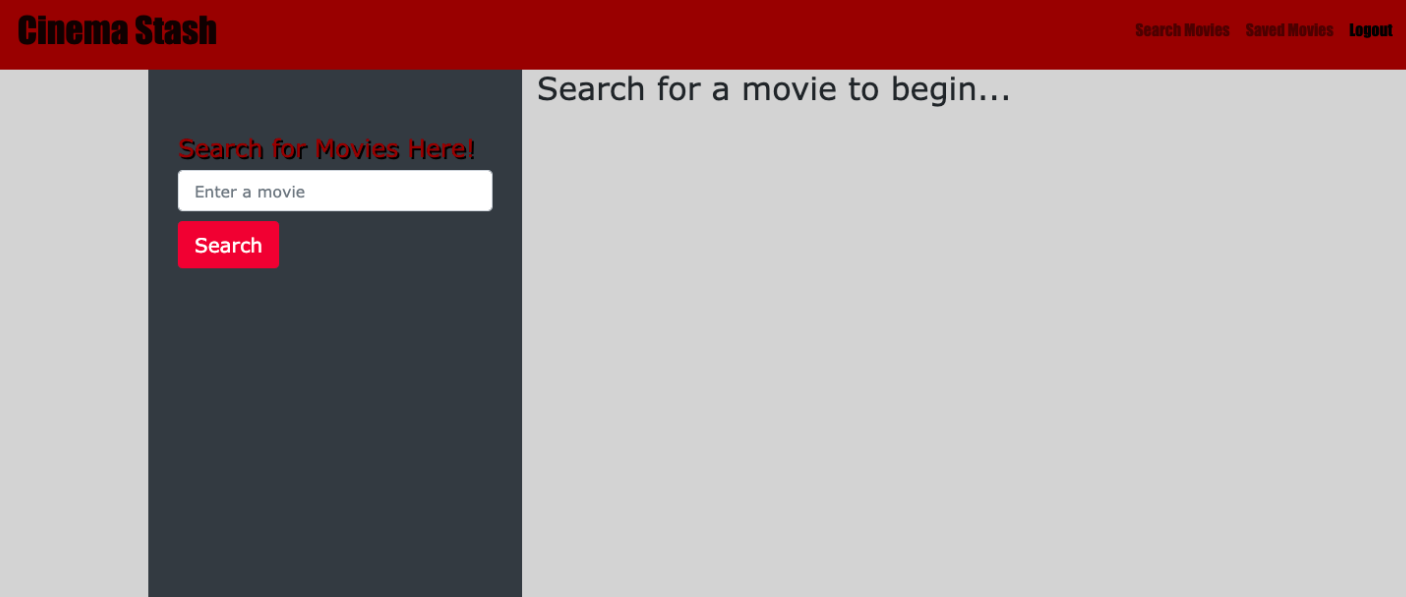 Cinema Stash
Search Movies Saved Movies Logout
Search for a movie to begin...
Search for Movies Here!
Enter a movie
Search